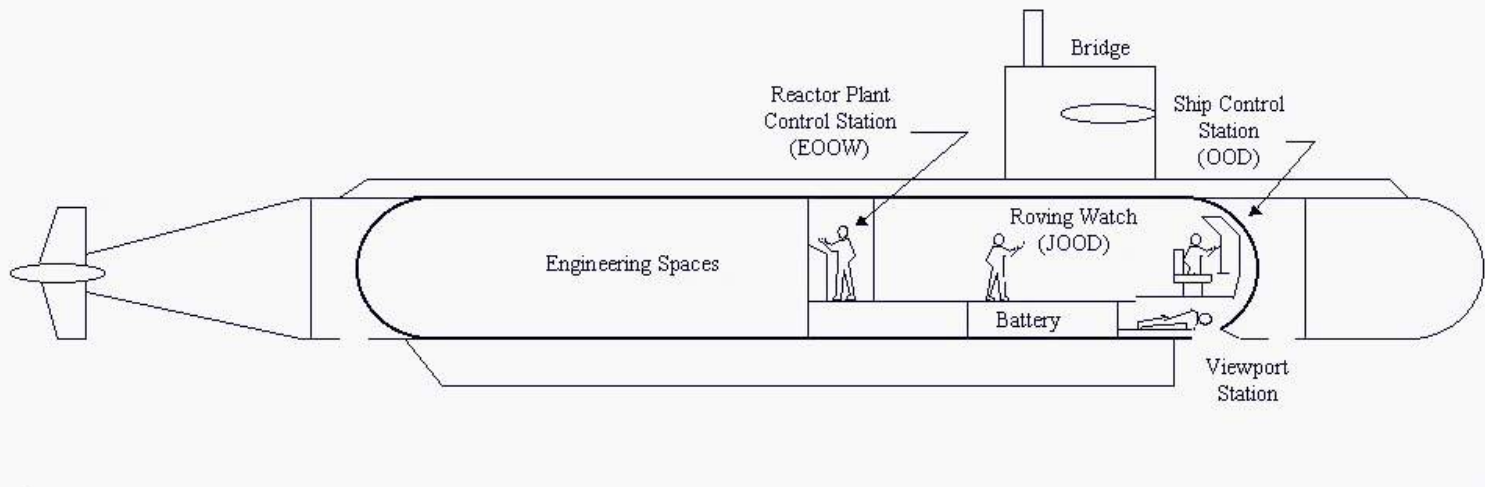 Bridge
Reactor Plant
Control Station
(EOOW)
Ship Control
Station
(OOD)
Roving Watch
(JOOD)
Engineering Spaces
Battery
Viewport
Station